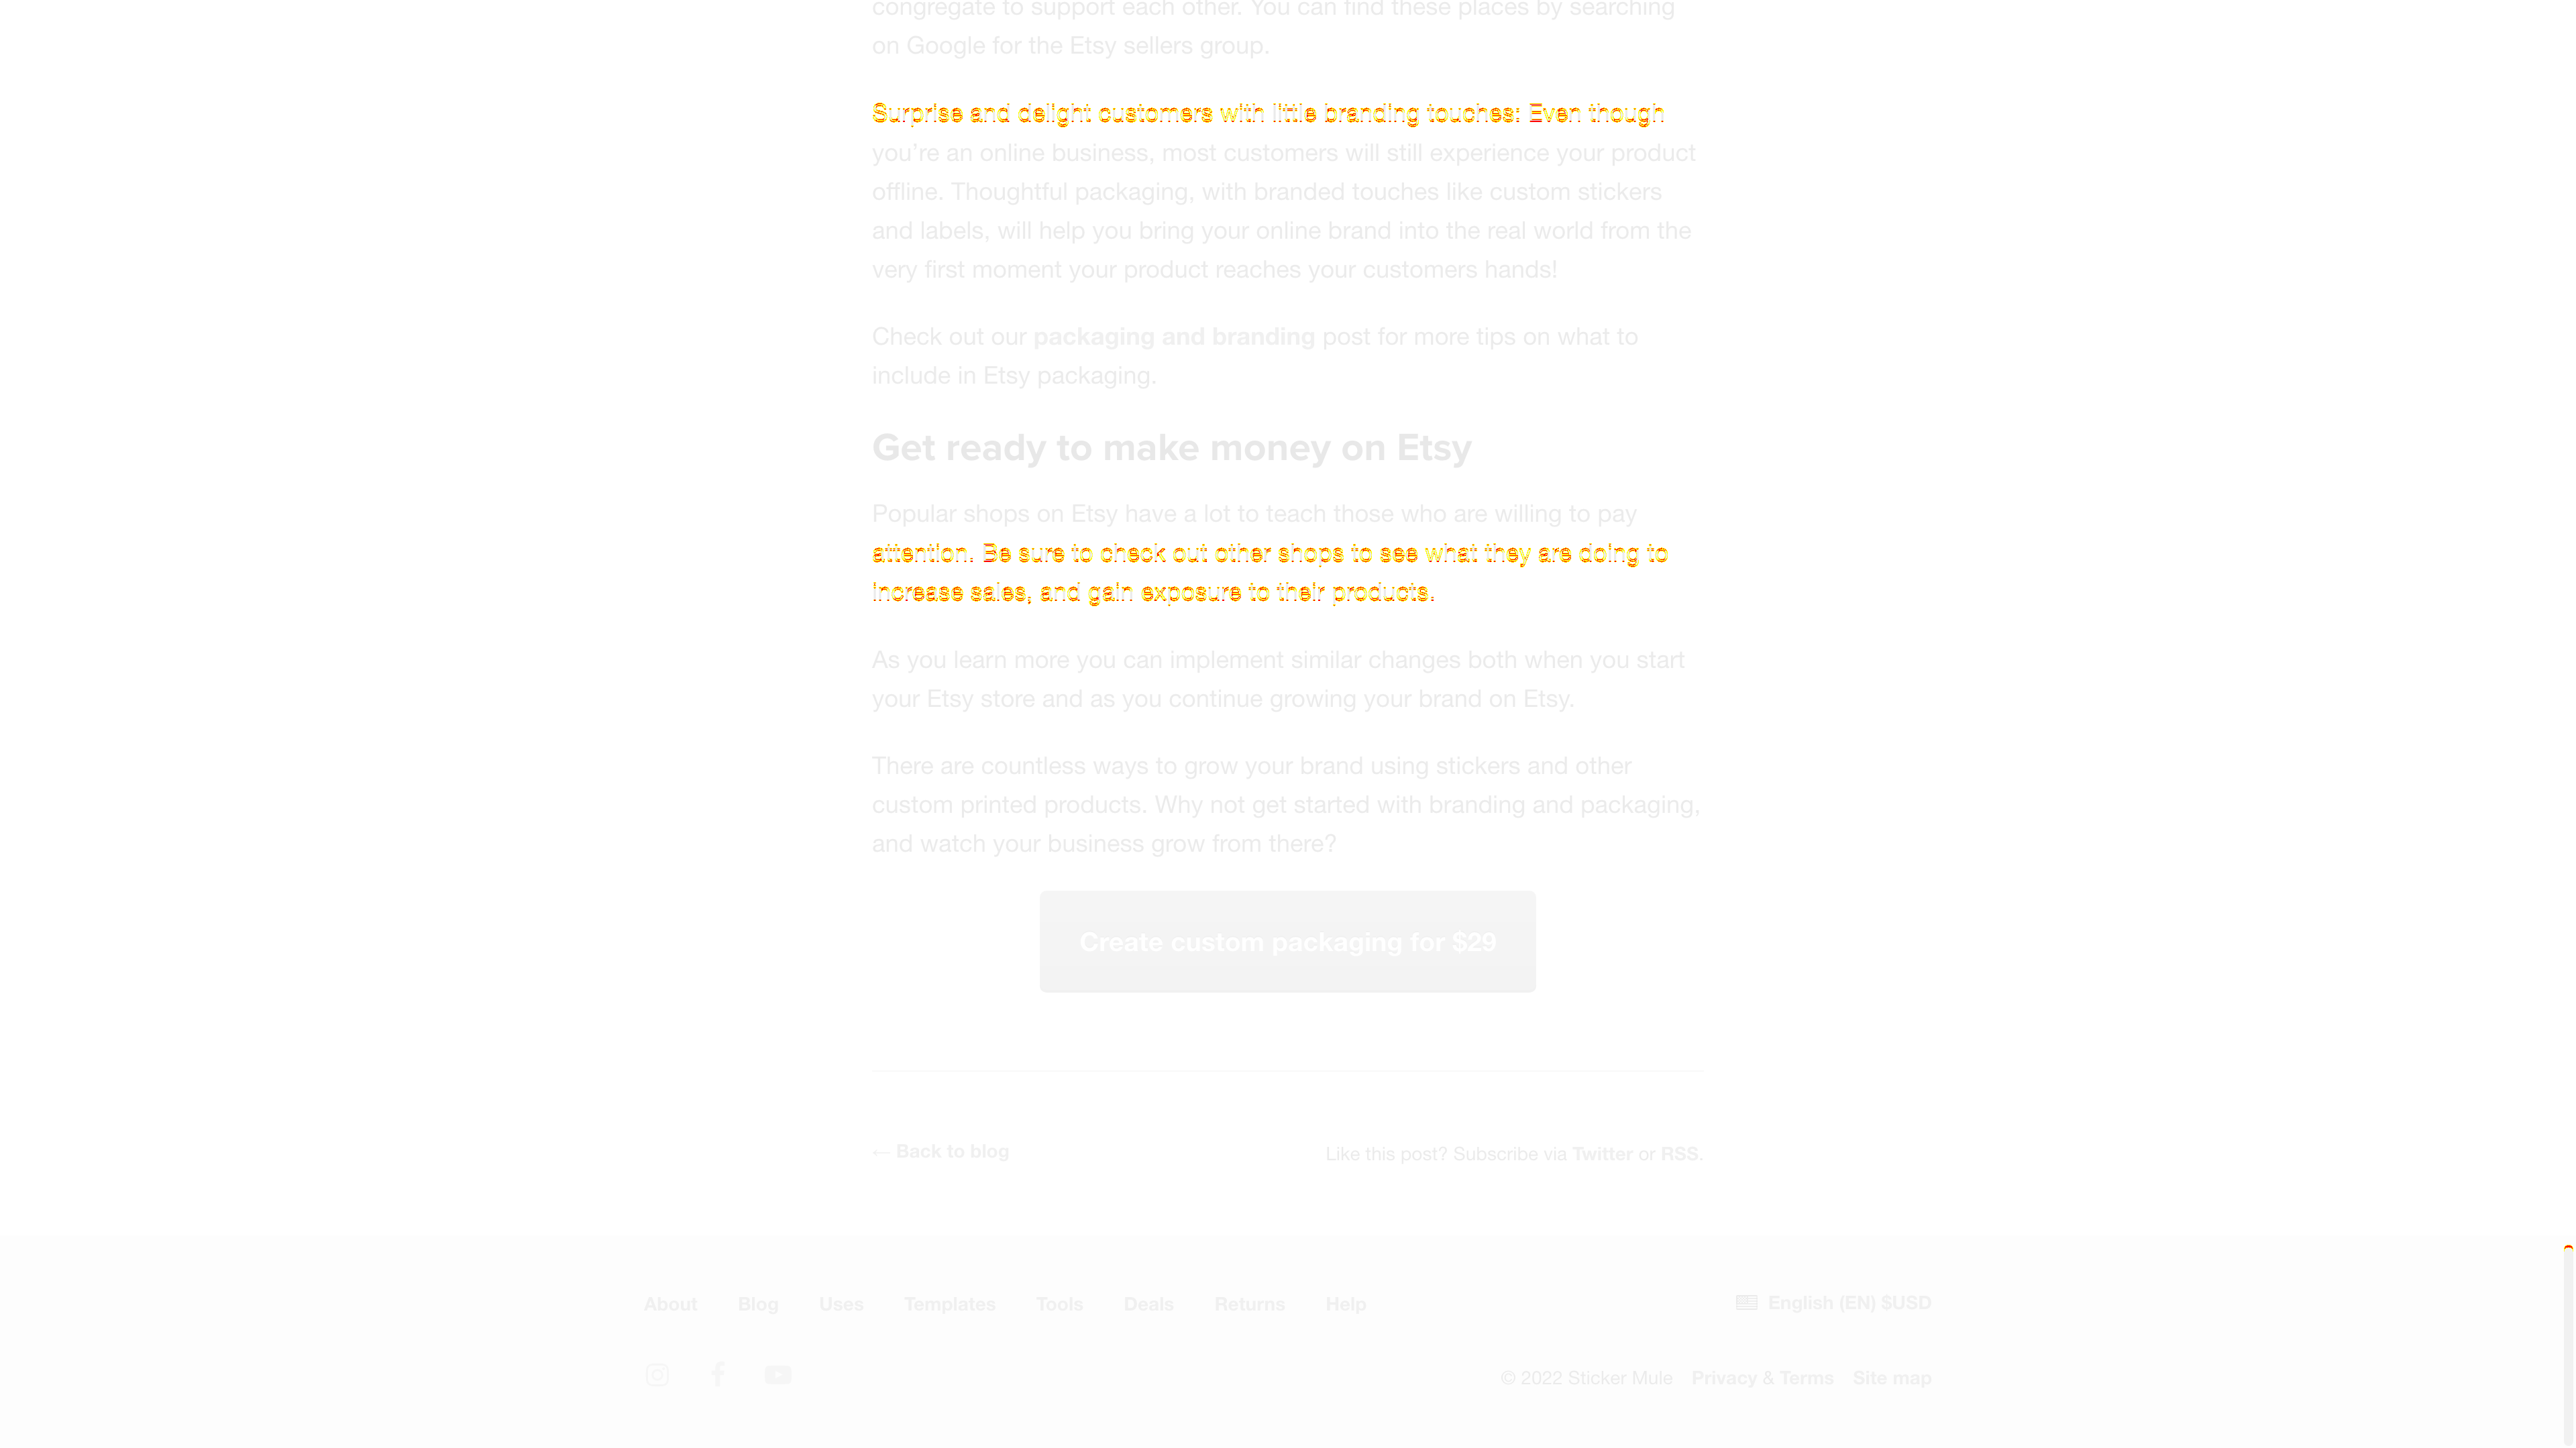 congregate to support each other. You can find these places by searching
on Google for the Etsy sellers group.
Surprise and delight customers with little branding touches: Even though
you’re an online business, most customers will still experience your product
offline. Thoughtful packaging, with branded touches like custom stickers
and labels, will help you bring your online brand into the real world from the
very first moment your product reaches your customers hands!
Check out our packaging and branding post for more tips on what to
include in Etsy packaging.
Get ready to make money on Etsy
Popular shops on Etsy have a lot to teach those who are willing to pay
attention. Be sure to check out other shops to see what they are doing to
increase sales, and gain exposure to their products.
As you learn more you can implement similar changes both when you start
your Etsy store and as you continue growing your brand on Etsy.
There are countless ways to grow your brand using stickers and other
custom printed products. Why not get started with branding and packaging,
and watch your business grow from there?
Create custom packaging for $29
← Back to blog
Like this post? Subscribe via Twitter or RSS.
About Blog Uses Templates Tools Deals Returns Help
English (EN) $USD
© 2022 Sticker Mule Privacy & Terms Site map